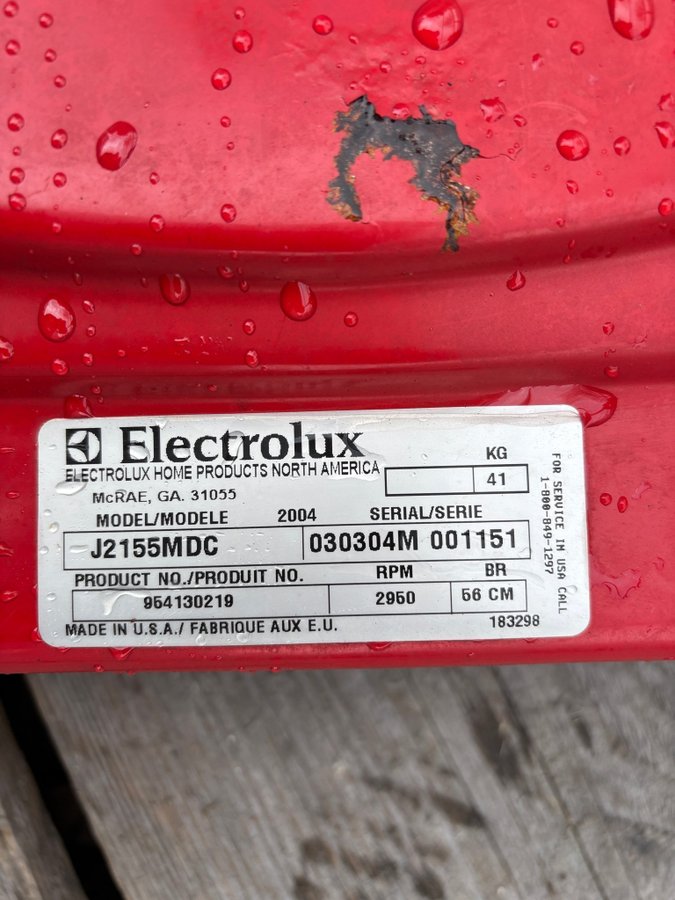 Electrolux
ELECTROLUX HOME PRODUCTS NORTH AMERICA
McRAE, GA. 31055
KG
41
MODEL/MODELE 2004 SERIAL/SERIE
J2155MDC 030304M 001151
PRODUCT NO./PRODUIT NO. RPM BR
954130219 2950 56 CM
MADE IN U.S.A./ FABRIQUE AUX E.U. 183298
FOR SERVICE IN USA CALL
1-800-849-1297